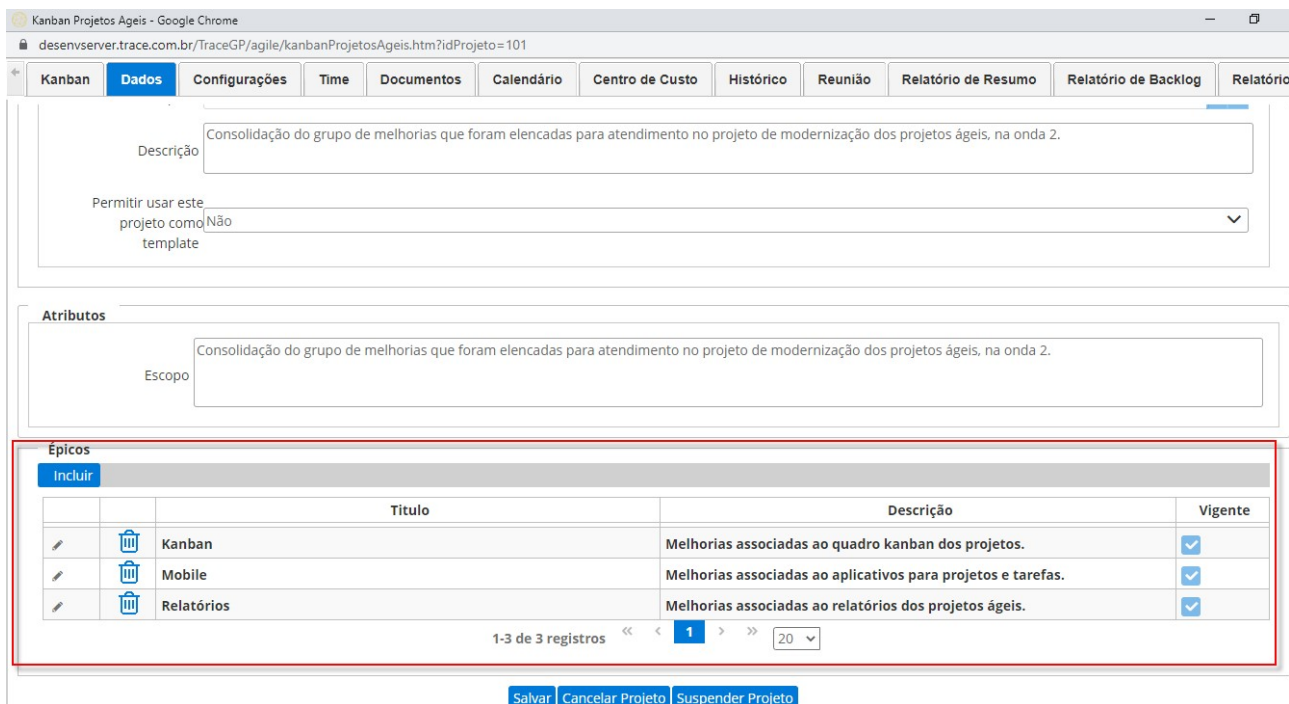 Kanban Projetos Ageis - Google Chrome
desenvserver.trace.com.br/TraceGP/agile/kanbanProjetosAgeis.htm?idProjeto=101
Kanban Dados Configurações Time Documentos Calendário Centro de Custo Histórico Reunião Relatório de Resumo Relatório de Backlog Relatório
Consolidação do grupo de melhorias que foram elencadas para atendimento no projeto de modernização dos projetos ágeis, na onda 2.
Descrição
Permitir usar este
projeto como Não
template
Atributos
Consolidação do grupo de melhorias que foram elencadas para atendimento no projeto de modernização dos projetos ágeis, na onda 2.
Escopo
Épicos
Incluir
Titulo Descrição Vigente
Kanban Melhorias associadas ao quadro kanban dos projetos.
Mobile Melhorias associadas ao aplicativos para projetos e tarefas.
Relatórios Melhorias associadas ao relatórios dos projetos ágeis.
1-3 de 3 registros << < 1 > >> 20
Salvar Cancelar Projeto Suspender Projeto